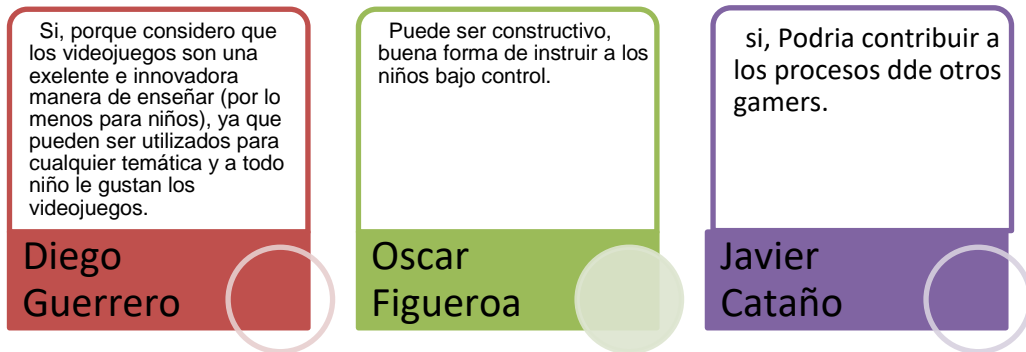 Si, porque considero que
los videojuegos son una
exelente e innovadora
manera de enseñar (por lo
menos para niños), ya que
pueden ser utilizados para
cualquier temática y a todo
niño le gustan los
videojuegos.
Diego
Guerrero
Puede ser constructivo,
buena forma de instruir a los
niños bajo control.
Oscar
Figueroa
si, Podria contribuir a
los procesos dde otros
gamers.
Javier
Cataño